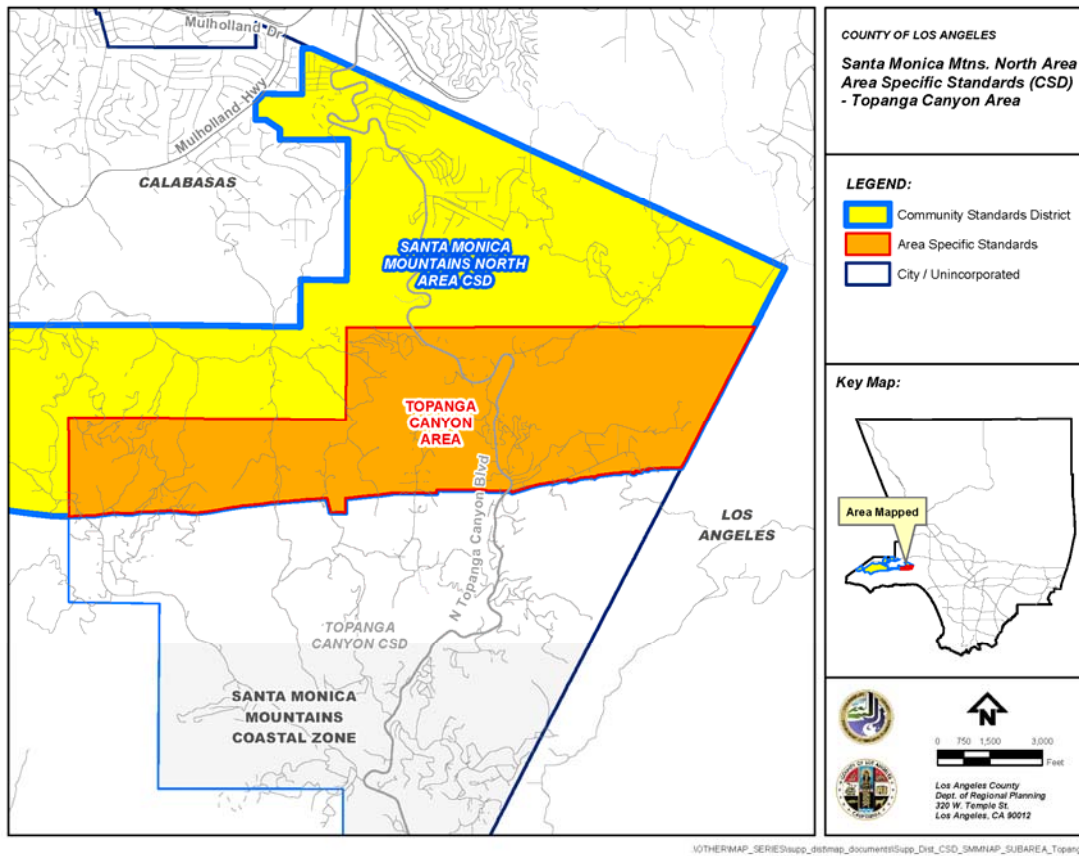 Mulholland Dr
Mulholland Hwy
CALABASAS
SANTA MONICA
MOUNTAINS NORTH
AREA CSD
TOPANGA
CANYON
AREA
N Topanga Canyon Blvd
LOS
ANGELES
TOPANGA
CANYON CSD
SANTA MONICA
MOUNTAINS
COASTAL ZONE
COUNTY OF LOS ANGELES
Santa Monica Mtns. North Area
Area Specific Standards (CSD)
- Topanga Canyon Area
LEGEND:
Community Standards District
Area Specific Standards
City / Unincorporated
Key Map:
Area Mapped
N
0 750 1,500 3,000
Feet
Los Angeles County
Dept. of Regional Planning
320 W. Temple St.
Los Angeles, CA 90012